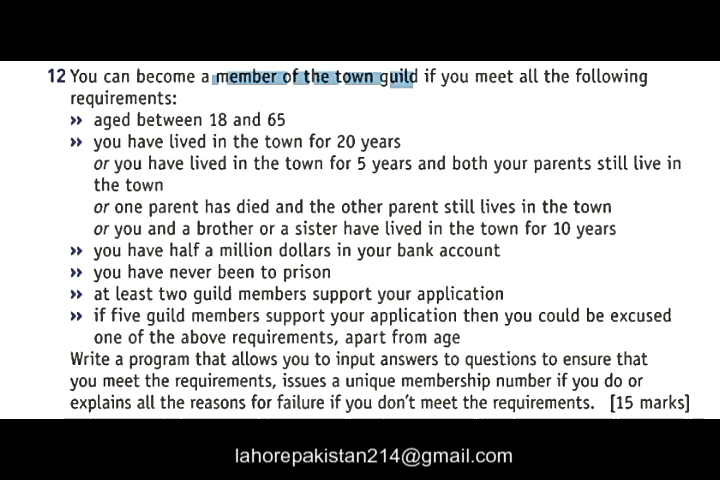 12 You can become a member of the town guild if you meet all the following
requirements:
» aged between 18 and 65
» you have lived in the town for 20 years
or you have lived in the town for 5 years and both your parents still live in
the town
or one parent has died and the other parent still lives in the town
or you and a brother or a sister have lived in the town for 10 years
» you have half a million dollars in your bank account
» you have never been to prison
» at least two guild members support your application
» if five guild members support your application then you could be excused
one of the above requirements, apart from age
Write a program that allows you to input answers to questions to ensure that
you meet the requirements, issues a unique membership number if you do or
explains all the reasons for failure if you don't meet the requirements. [15 marks]
lahorepakistan214@gmail.com